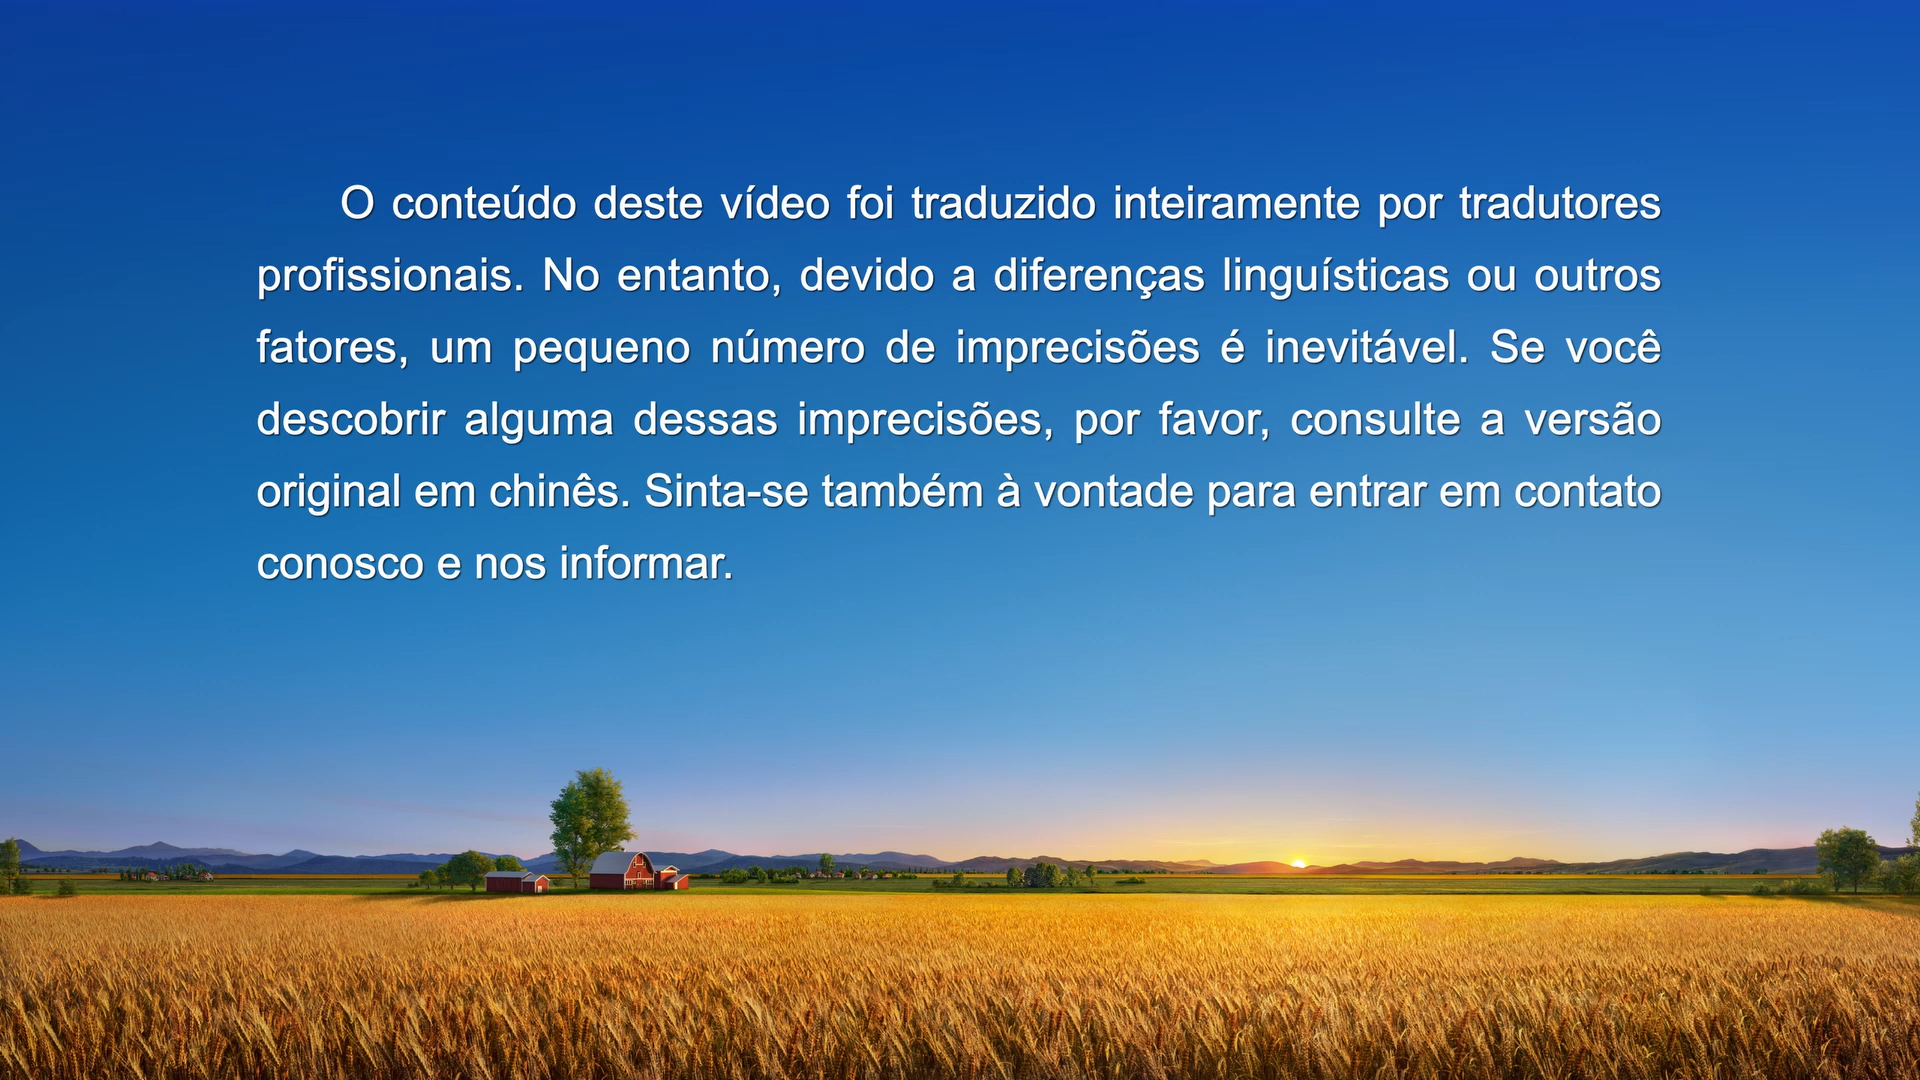 O conteúdo deste vídeo foi traduzido inteiramente por tradutores
profissionais. No entanto, devido a diferenças linguísticas ou outros
fatores, um pequeno número de imprecisões é inevitável. Se você
descobrir alguma dessas imprecisões, por favor, consulte a versão
original em chinês. Sinta-se também à vontade para entrar em contato
conosco e nos informar.